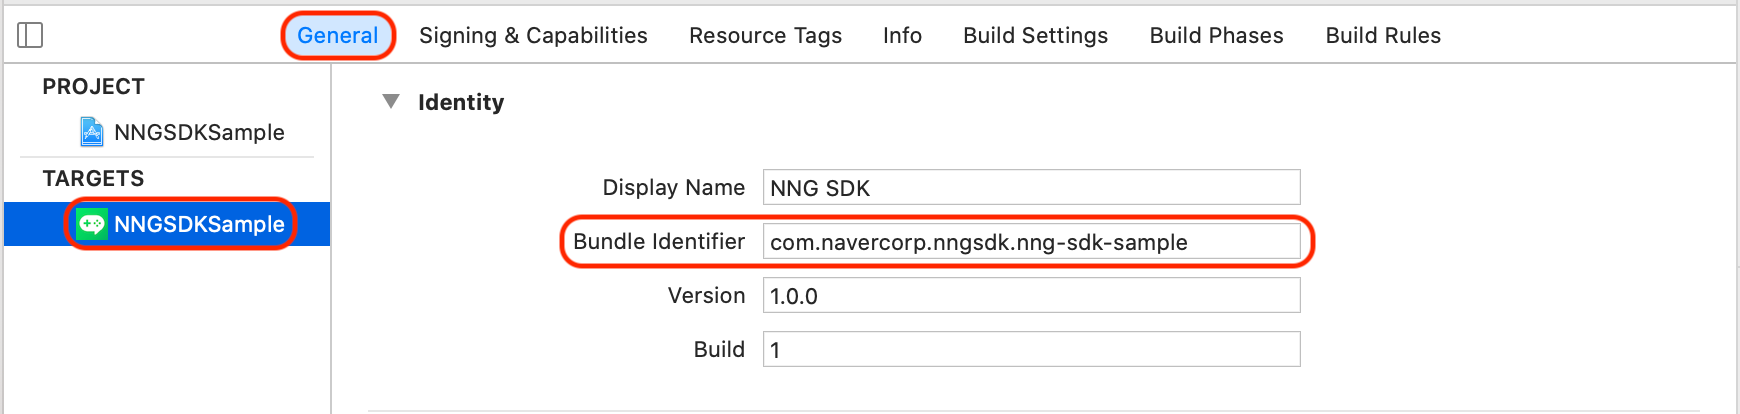 General Signing & Capabilities Resource Tags Info Build Settings Build Phases Build Rules
PROJECT
NNGSDKSample
TARGETS
NNGSDKSample
Identity
Display Name NNG SDK
Bundle Identifier com.navercorp.nngsdk.nng-sdk-sample
Version 1.0.0
Build 1